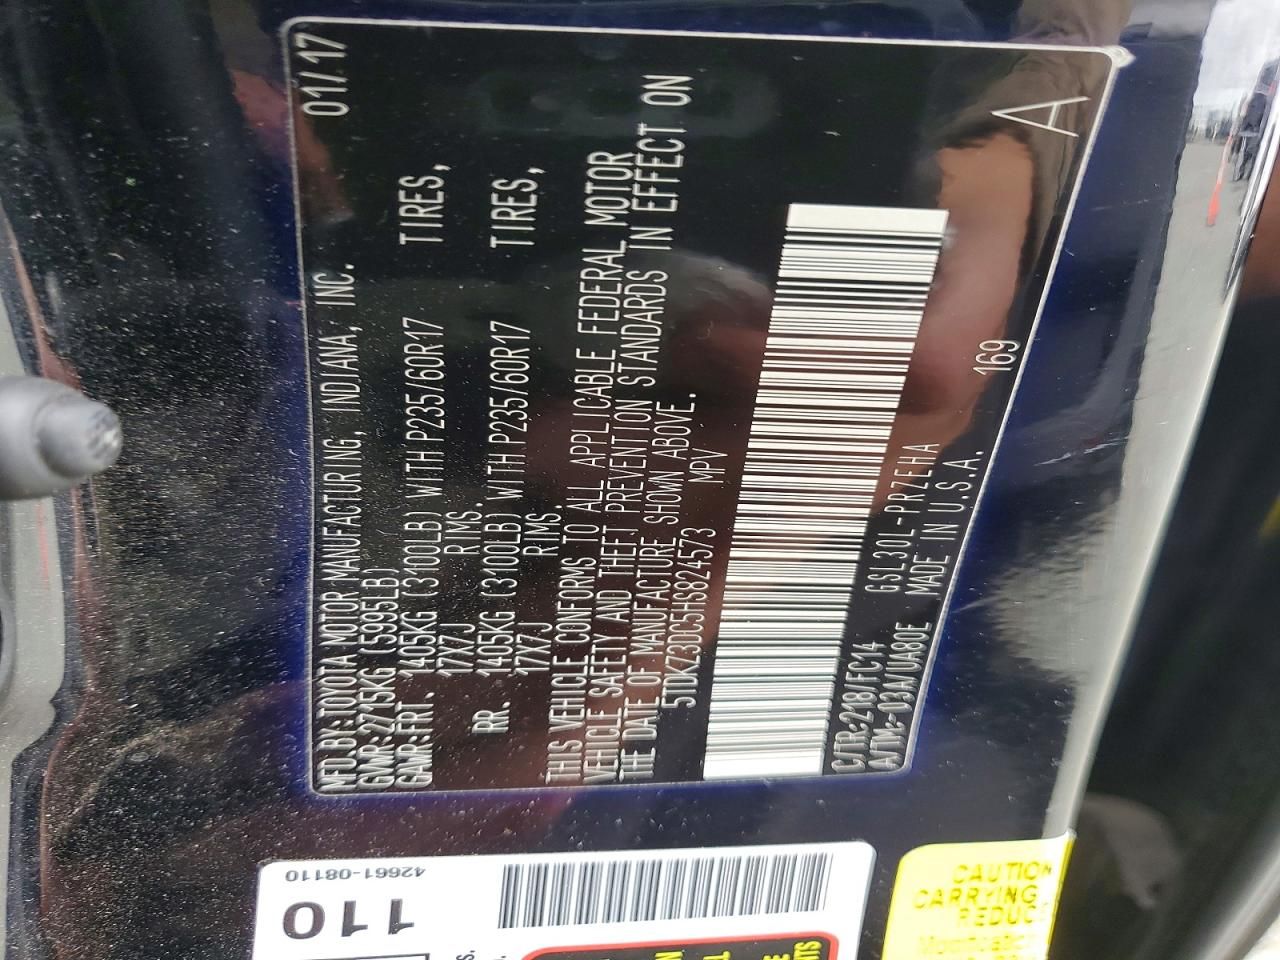 MFD.BY:TOYOTA MOTOR MANUFACTURING, INDIANA, INC. 01/17
GVWR:2715KG (5995LB)
GAWR:FRT. 1405KG (3100LB) WITH P235/60R17 TIRES,
17X7J RIMS.
RR. 1405KG (3100LB) WITH P235/60R17 TIRES,
17X7J RIMS.
THIS VEHICLE CONFORMS TO ALL APPLICABLE FEDERAL MOTOR
VEHICLE SAFETY AND THEFT PREVENTION STANDARDS IN EFFECT ON
THE DATE OF MANUFACTURE SHOWN ABOVE.
5TDKZ3DC5HS824573 MPV
C/TR:218/FC14 GSL30L-PRZEHA
A/TM:-03A/UA80E MADE IN U.S.A.
169
A
42661-08110
110
CAUTION
CARRYING
REDUC
Modification